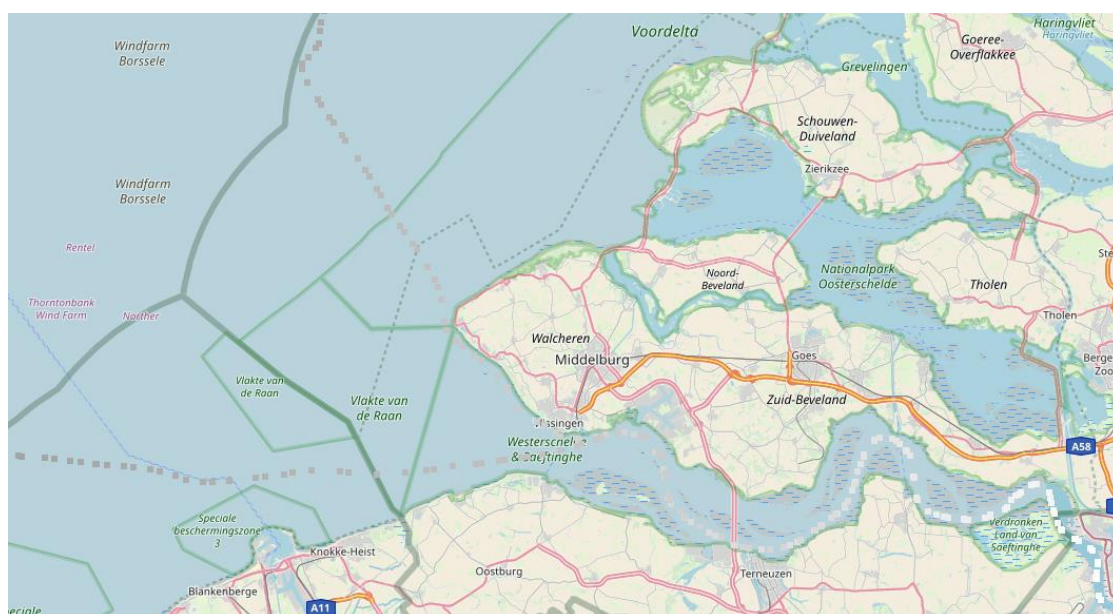 Voordelta
Haringvliet
Haringvliet
Windfarm
Borssele
Goeree-
Overflakkee
Grevelingen
Schouwen-
Duiveland
Zierikzee
Windfarm
Borssele
Rentel
Noord-
Beveland
Nationalpark
Oosterschelde
Tholen
Thorntonbank
Wind Farm
Norther
Tholen
Walcheren
Middelburg
Goes
Vlakte van
de Raan
Vlakte van
de Raan
Zuid-Beveland
A58
Speciale
beschermingszone
3
Verdronken
Land van
Saeftinghe
Knokke-Heist
Oostburg
Terneuzen
Blankenberge
A11